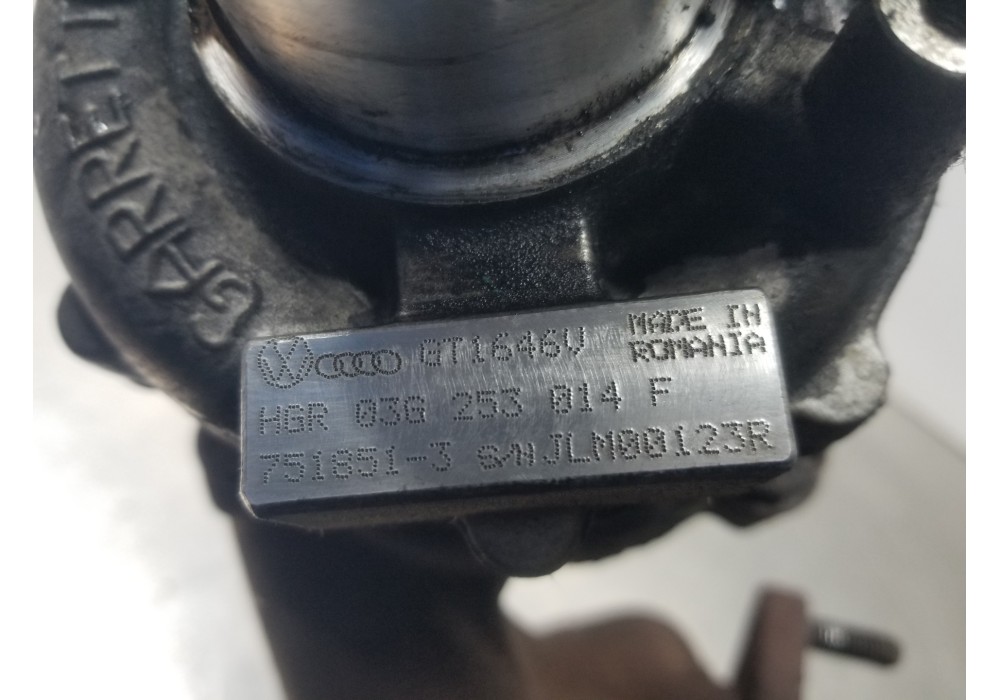 GARRETT
GT1646V MADE IN
ROMANIA
HGR 03G 253 014 F
751851-3 S/N JLM00123R